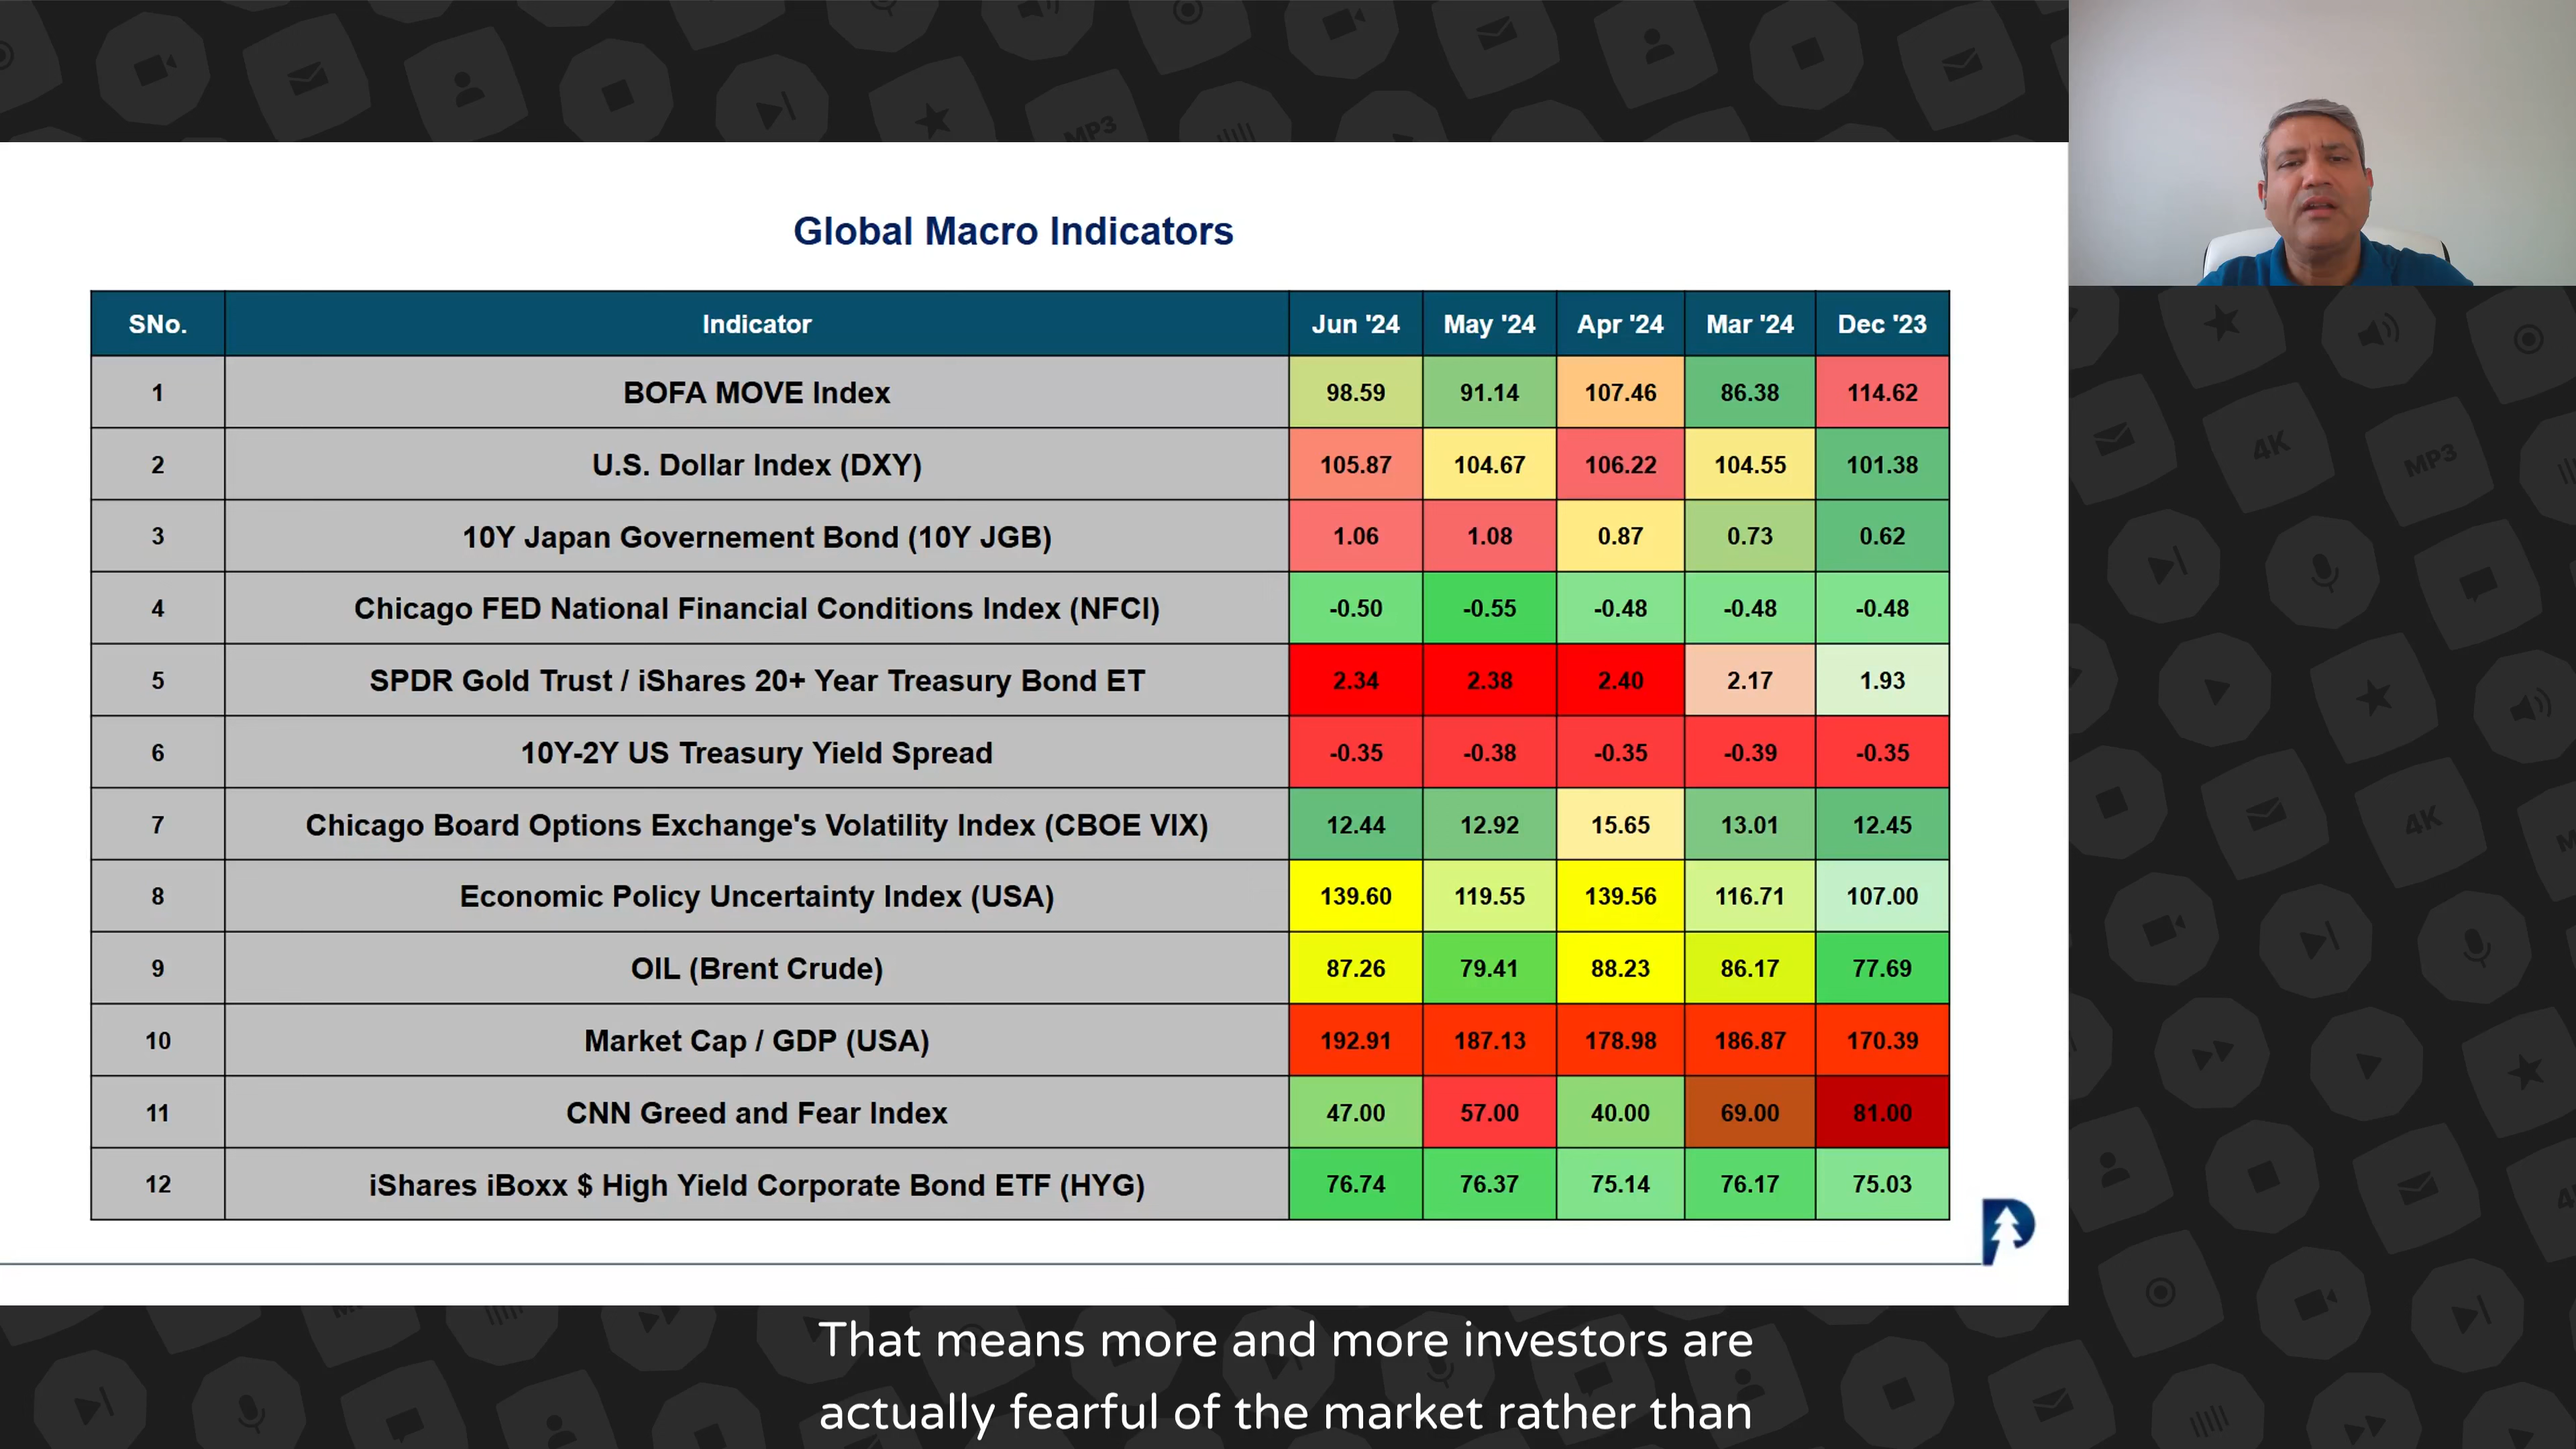 MP3
Global Macro Indicators
SNo. Indicator Jun '24 May '24 Apr '24 Mar '24 Dec '23
1 BOFA MOVE Index 98.59 91.14 107.46 86.38 114.62
2 U.S. Dollar Index (DXY) 105.87 104.67 106.22 104.55 101.38
3 10Y Japan Governement Bond (10Y JGB) 1.06 1.08 0.87 0.73 0.62
4 Chicago FED National Financial Conditions Index (NFCI) -0.50 -0.55 -0.48 -0.48 -0.48
5 SPDR Gold Trust / iShares 20+ Year Treasury Bond ET 2.34 2.38 2.40 2.17 1.93
6 10Y-2Y US Treasury Yield Spread -0.35 -0.38 -0.35 -0.39 -0.35
7 Chicago Board Options Exchange's Volatility Index (CBOE VIX) 12.44 12.92 15.65 13.01 12.45
8 Economic Policy Uncertainty Index (USA) 139.60 119.55 139.56 116.71 107.00
9 OIL (Brent Crude) 87.26 79.41 88.23 86.17 77.69
10 Market Cap / GDP (USA) 192.91 187.13 178.98 186.87 170.39
11 CNN Greed and Fear Index 47.00 57.00 40.00 69.00 81.00
12 iShares iBoxx $ High Yield Corporate Bond ETF (HYG) 76.74 76.37 75.14 76.17 75.03
4K
MP3
4K
That means more and more investors are
actually fearful of the market rather than